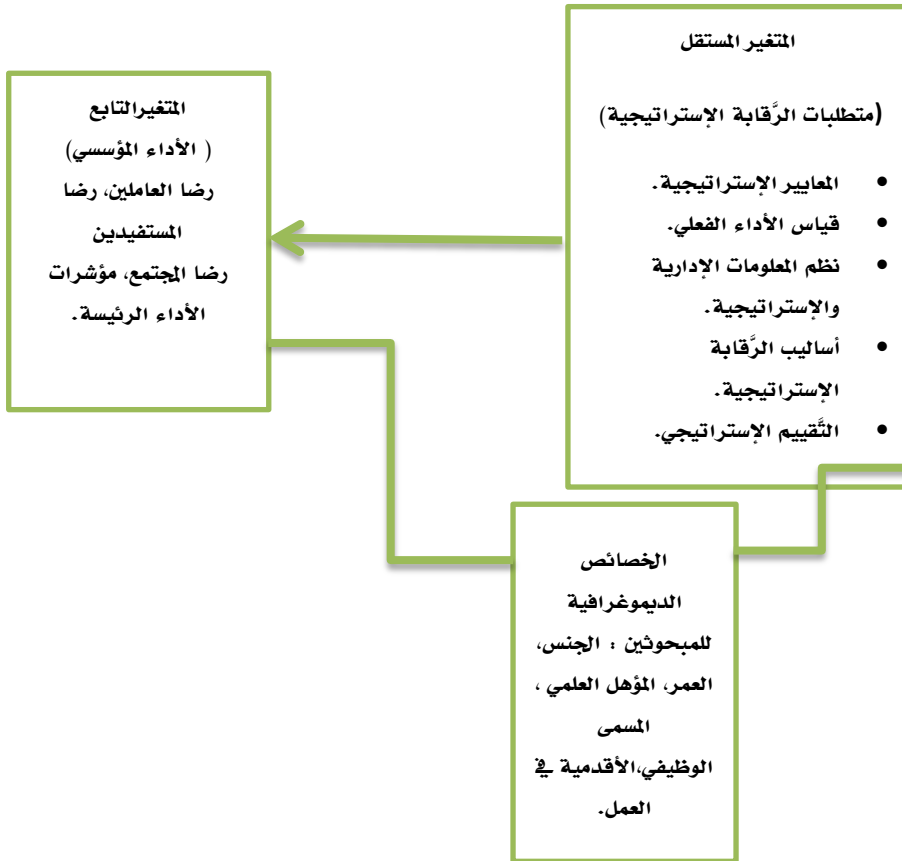 المتغير المستقل
(متطلبات الرَّقابة الإستراتيجية)
• المعايير الإستراتيجية.
• قياس الأداء الفعلي.
• نظم المعلومات الإدارية
والإستراتيجية.
• أساليب الرَّقابة
الإستراتيجية.
• التَّقييم الإستراتيجي.
المتغيرالتابع
( الأداء المؤسسي)
رضا العاملين، رضا
المستفيدين
رضا المجتمع، مؤشرات
الأداء الرئيسة.
الخصائص
الديموغرافية
للمبحوثين : الجنس،
العمر، المؤهل العلمي ،
المسمى
الوظيفي،الأقدمية في
العمل.